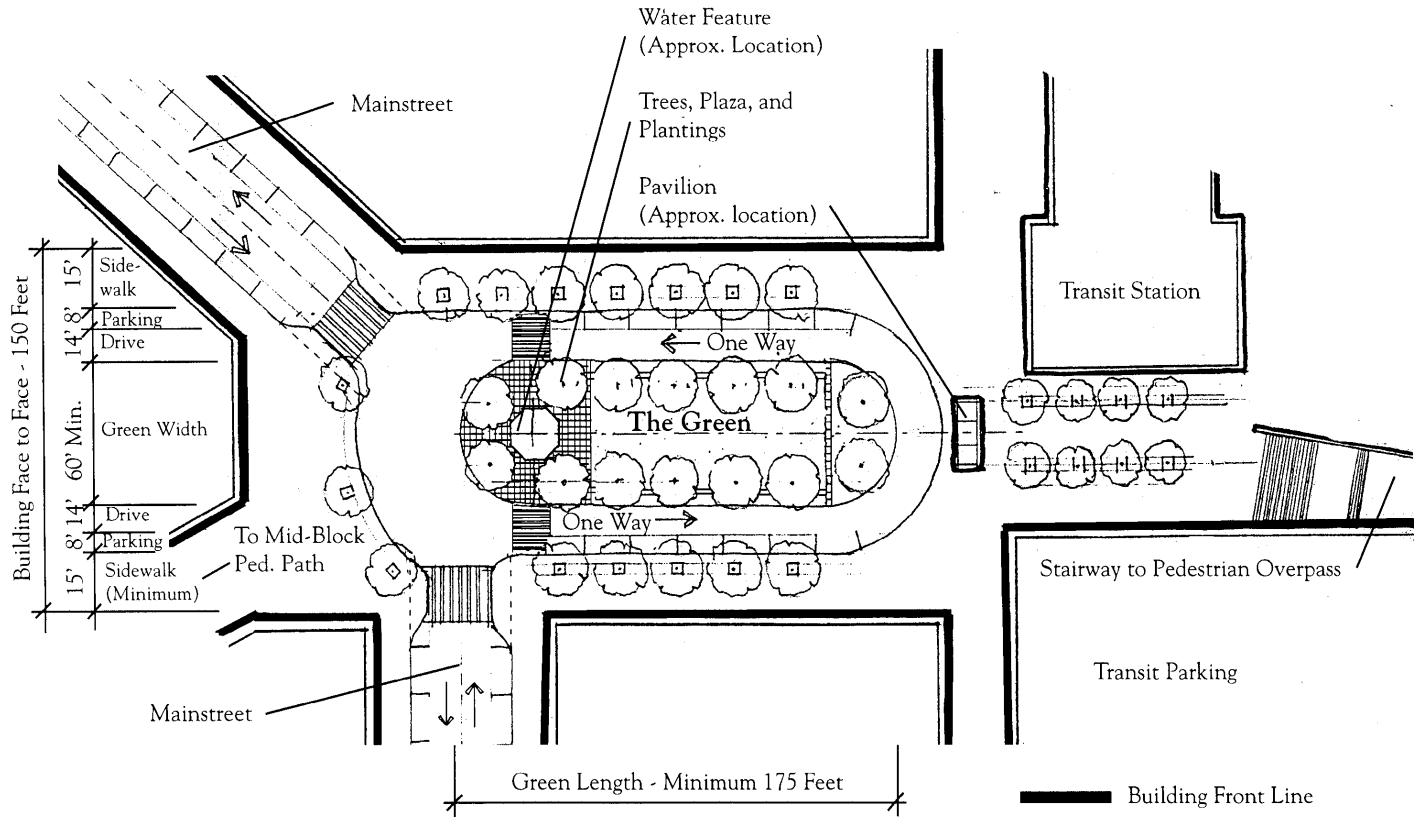 Water Feature
(Approx. Location)
Mainstreet
Trees, Plaza, and
Plantings
Pavilion
(Approx. location)
Building Face to Face - 150 Feet
15'
8'
14'
60' Min.
14'
8'
15'
Side-
walk
Parking
Drive
Green Width
Drive
Parking
Sidewalk
(Minimum)
To Mid-Block
Ped. Path
One Way
The Green
One Way
Transit Station
Stairway to Pedestrian Overpass
Transit Parking
Mainstreet
Green Length - Minimum 175 Feet
Building Front Line